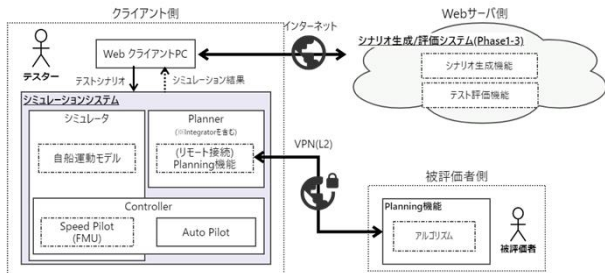 クライアント側
インターネット
Webサーバ側
テスター
Web クライアントPC
シナリオ生成/評価システム(Phase1-3)
シナリオ生成機能
テスト評価機能
テストシナリオ
シミュレーション結果
シミュレーションシステム
シミュレータ
自船運動モデル
Planner
(※Integratorを含む)
(リモート接続)
Planning機能
VPN(L2)
被評価者側
Planning機能
アルゴリズム
被評価者
Controller
Speed Pilot
(FMU)
Auto Pilot